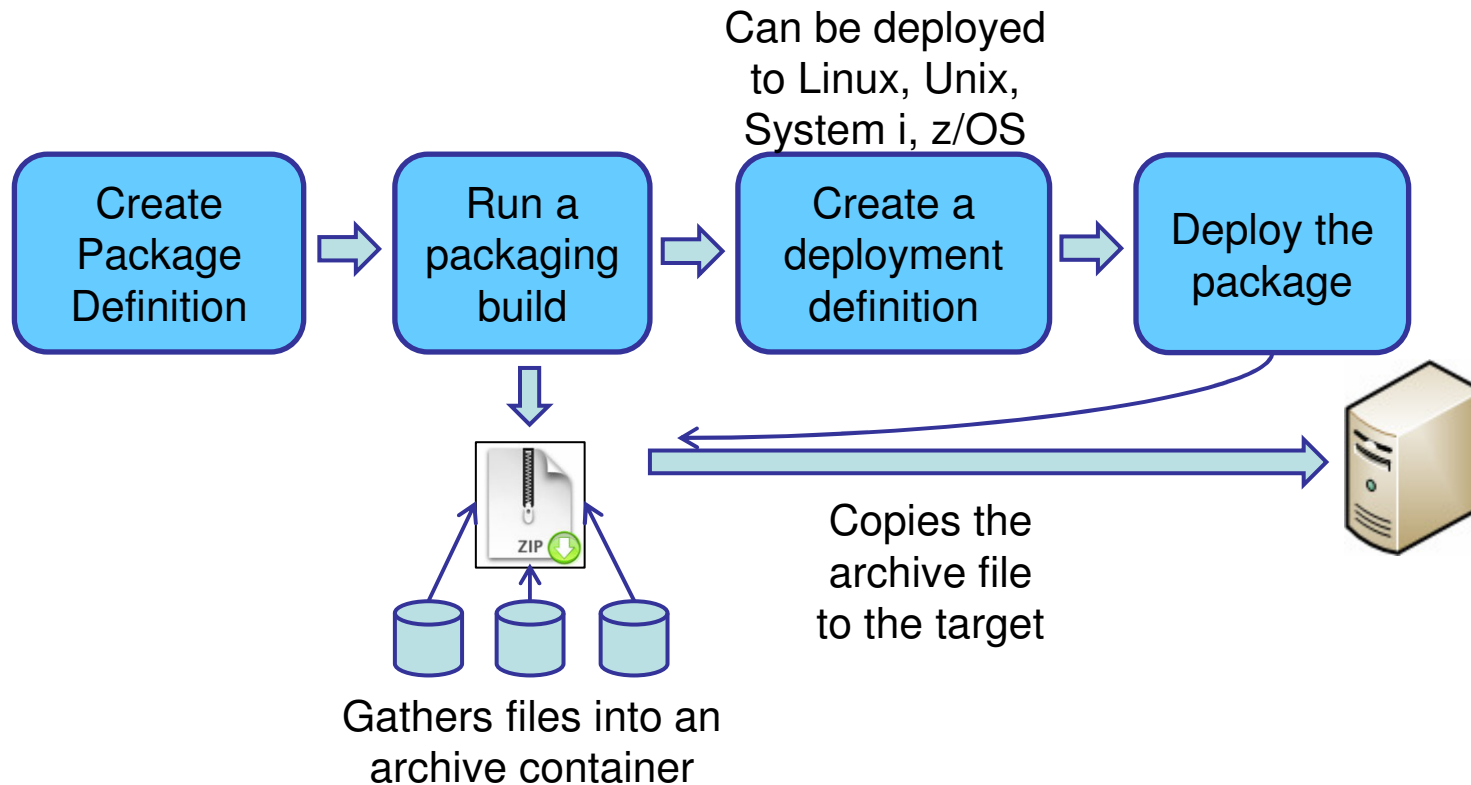 Can be deployed
to Linux, Unix,
System i, z/OS
Create
Package
Definition
Run a
packaging
build
Create a
deployment
definition
Deploy the
package
ZIP
Copies the
archive file
to the target
Gathers files into an
archive container